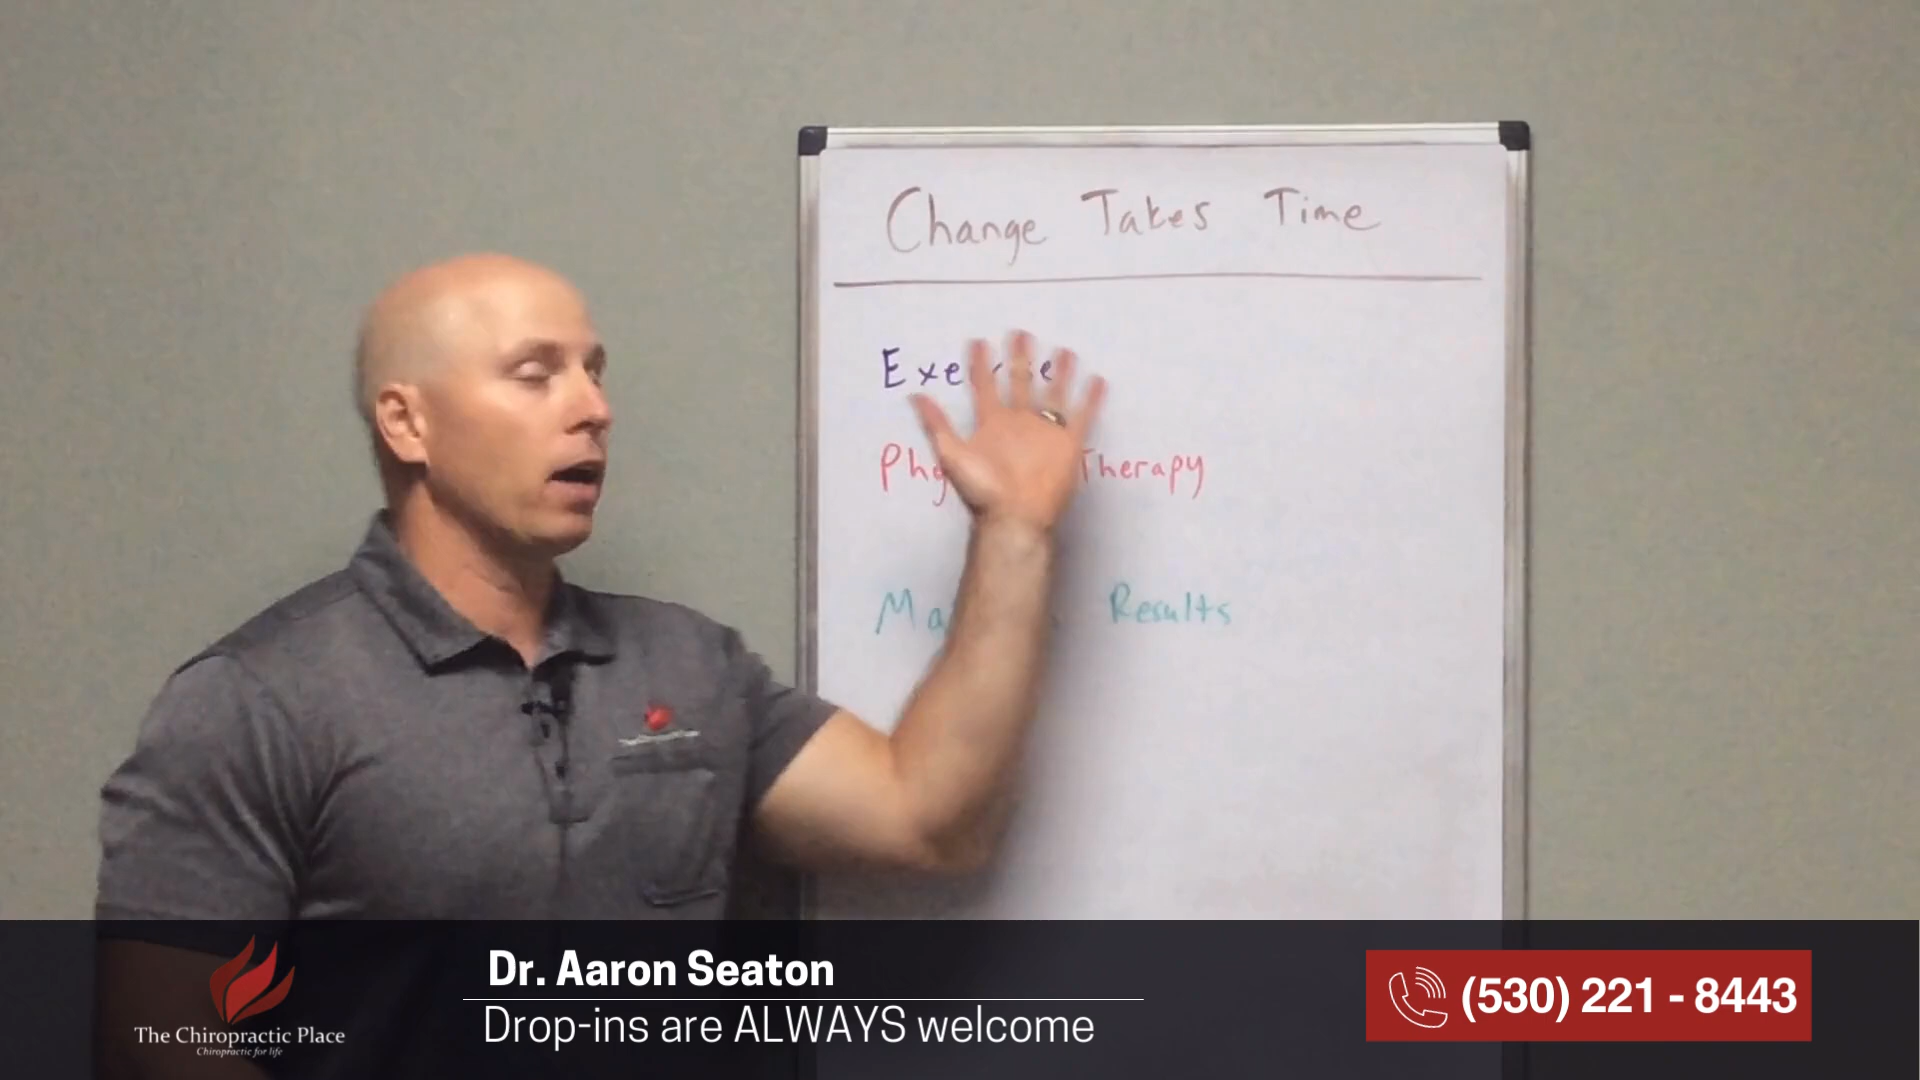 Change Takes Time
Therapy
Results
Dr. Aaron Seaton
Drop-ins are ALWAYS welcome
The Chiropractic Place
Chiropractic for life
(530) 221 - 8443